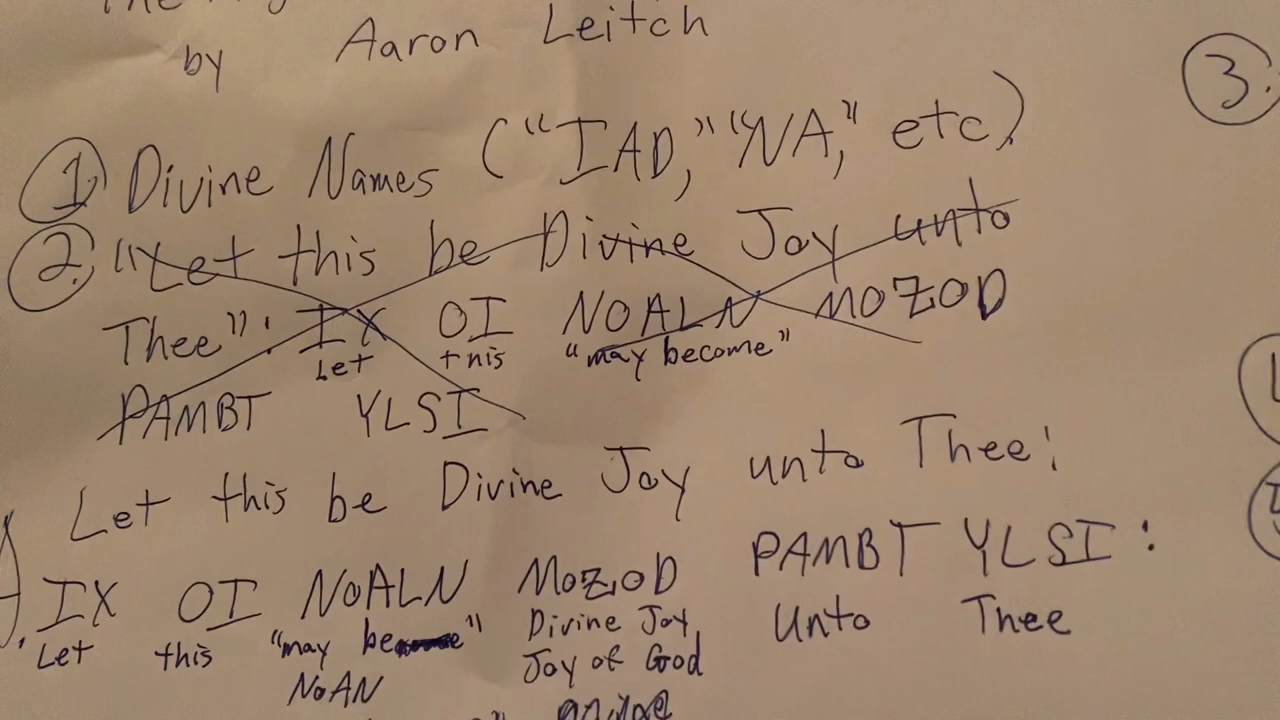 The
by Aaron Leitch
3.
1. Divine Names ("IAD," "NA," etc)
2. "Let this be Divine Joy unto
Thee": IX OI NOALN MOZOD
Let this "may become"
PAMBT YLSI
Let this be Divine Joy unto Thee:
IX OI NOALN MOZOD PAMBT YLSI:
Let this "may be" Divine Joy, Unto Thee
NOAN Joy of God